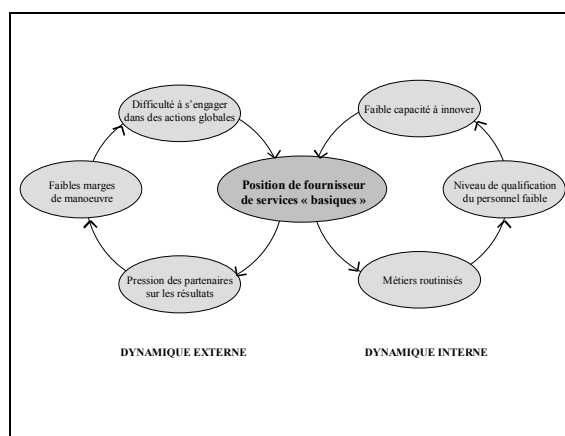 Difficulté à s'engager
dans des actions globales
Faible capacité à innover
Faibles marges
de manoeuvre
Position de fournisseur
de services « basiques »
Niveau de qualification
du personnel faible
Pression des partenaires
sur les résultats
Métiers routinisés
DYNAMIQUE EXTERNE
DYNAMIQUE INTERNE